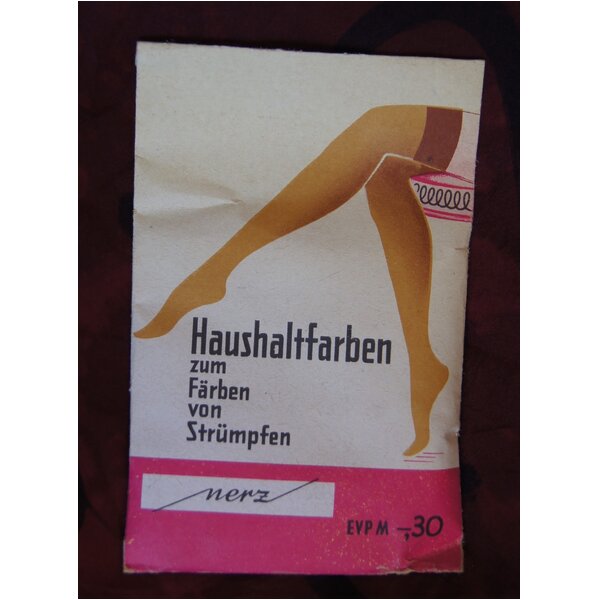 Haushaltfarben
zum
Färben
von
Strümpfen
nerz
EVP M -,30